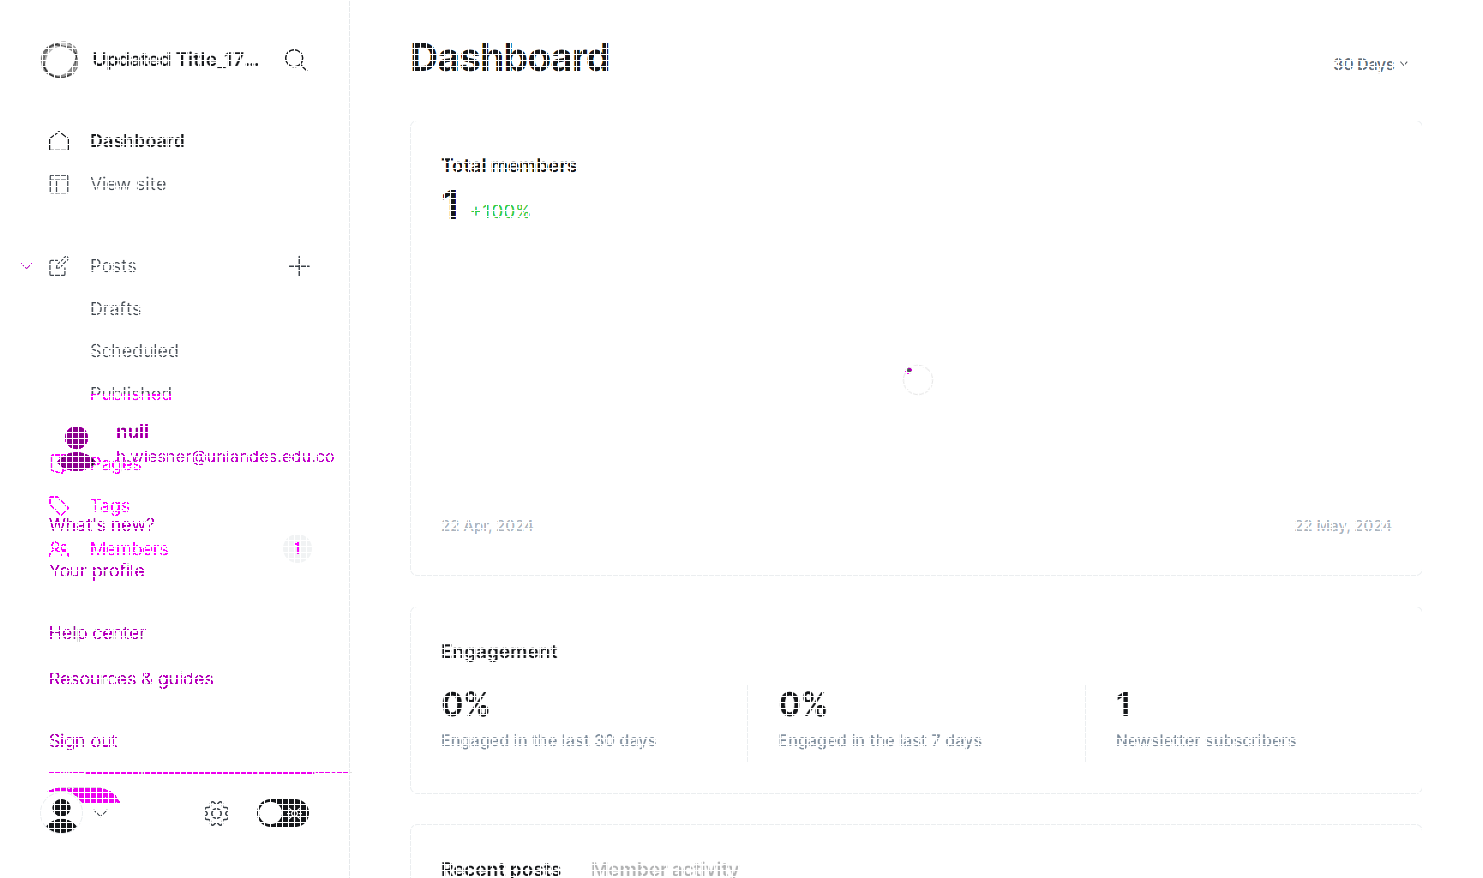 Updated Title_17...
Dashboard
View site
Posts
Drafts
Scheduled
Published
null
h.wiesner@uniandes.edu.co
Pages
Tags
What's new?
Members 1
Your profile
Help center
Resources & guides
Sign out
Dashboard
30 Days
Total members
1 +100%
22 Apr, 2024 22 May, 2024
Engagement
0% 0% 1
Engaged in the last 30 days Engaged in the last 7 days Newsletter subscribers
Recent posts Member activity